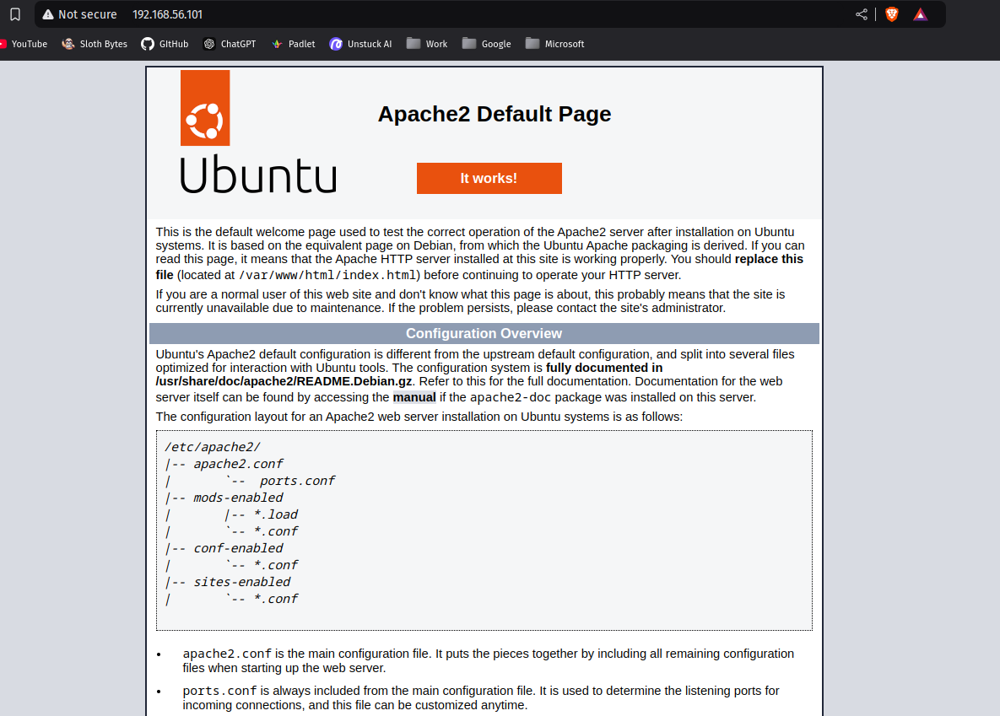 Not secure 192.168.56.101
YouTube Sloth Bytes GItHub ChatGPT Padlet Unstuck AI Work Google Microsoft
Apache2 Default Page
Ubuntu
It works!
This is the default welcome page used to test the correct operation of the Apache2 server after installation on Ubuntu
systems. It is based on the equivalent page on Debian, from which the Ubuntu Apache packaging is derived. If you can
read this page, it means that the Apache HTTP server installed at this site is working properly. You should replace this
file (located at /var/www/html/index.html) before continuing to operate your HTTP server.
If you are a normal user of this web site and don't know what this page is about, this probably means that the site is
currently unavailable due to maintenance. If the problem persists, please contact the site's administrator.
Configuration Overview
Ubuntu's Apache2 default configuration is different from the upstream default configuration, and split into several files
optimized for interaction with Ubuntu tools. The configuration system is fully documented in
/usr/share/doc/apache2/README.Debian.gz. Refer to this for the full documentation. Documentation for the web
server itself can be found by accessing the manual if the apache2-doc package was installed on this server.
The configuration layout for an Apache2 web server installation on Ubuntu systems is as follows:
/etc/apache2/
|-- apache2.conf
|       `--  ports.conf
|-- mods-enabled
|       |-- *.load
|       `-- *.conf
|-- conf-enabled
|       `-- *.conf
|-- sites-enabled
|       `-- *.conf
• apache2.conf is the main configuration file. It puts the pieces together by including all remaining configuration
files when starting up the web server.
• ports.conf is always included from the main configuration file. It is used to determine the listening ports for
incoming connections, and this file can be customized anytime.